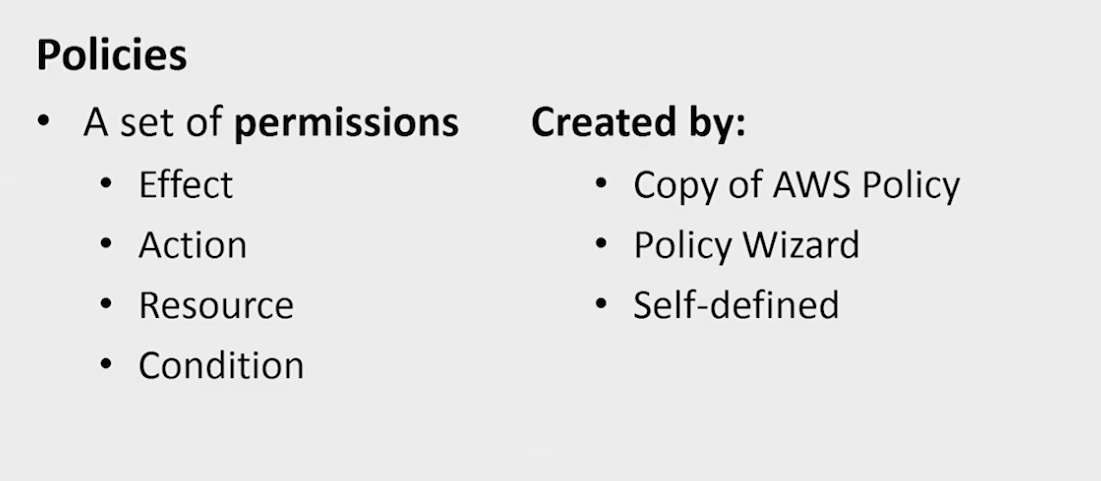 Policies
• A set of permissions
• Effect
• Action
• Resource
• Condition
Created by:
• Copy of AWS Policy
• Policy Wizard
• Self-defined